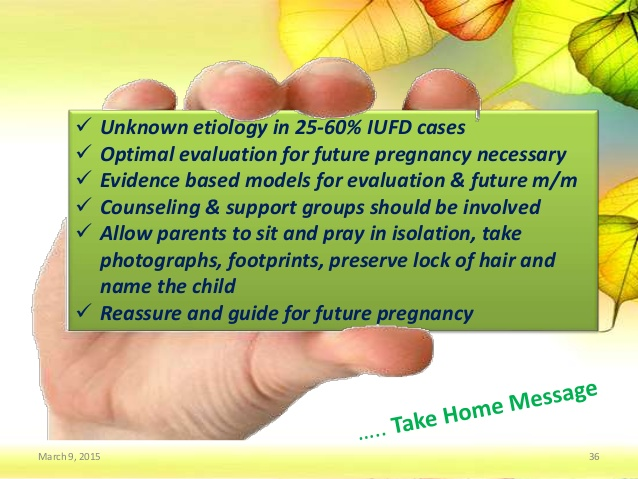 ✓ Unknown etiology in 25-60% IUFD cases
✓ Optimal evaluation for future pregnancy necessary
✓ Evidence based models for evaluation & future m/m
✓ Counseling & support groups should be involved
✓ Allow parents to sit and pray in isolation, take
photographs, footprints, preserve lock of hair and
name the child
✓ Reassure and guide for future pregnancy
..... Take Home Message
March 9, 2015 36